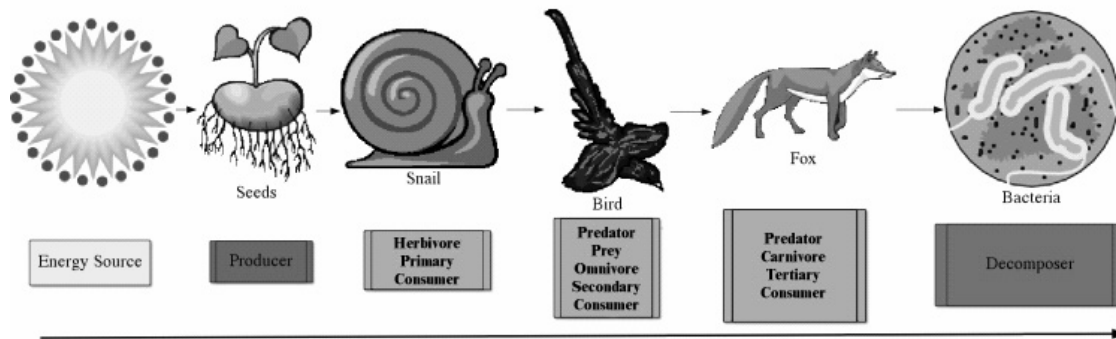 Seeds
Snail
Bird
Fox
Bacteria
Energy Source
Producer
Herbivore
Primary
Consumer
Predator
Prey
Omnivore
Secondary
Consumer
Predator
Carnivore
Tertiary
Consumer
Decomposer